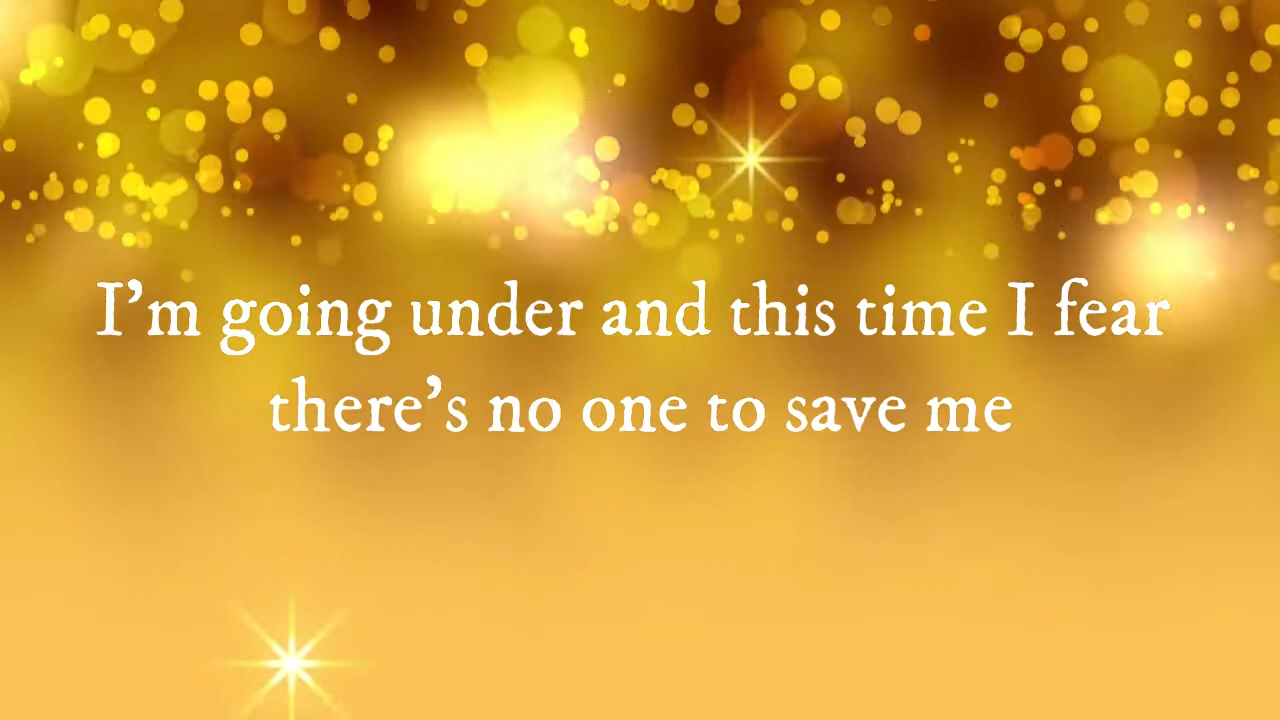 I’m going under and this time I fear
there’s no one to save me